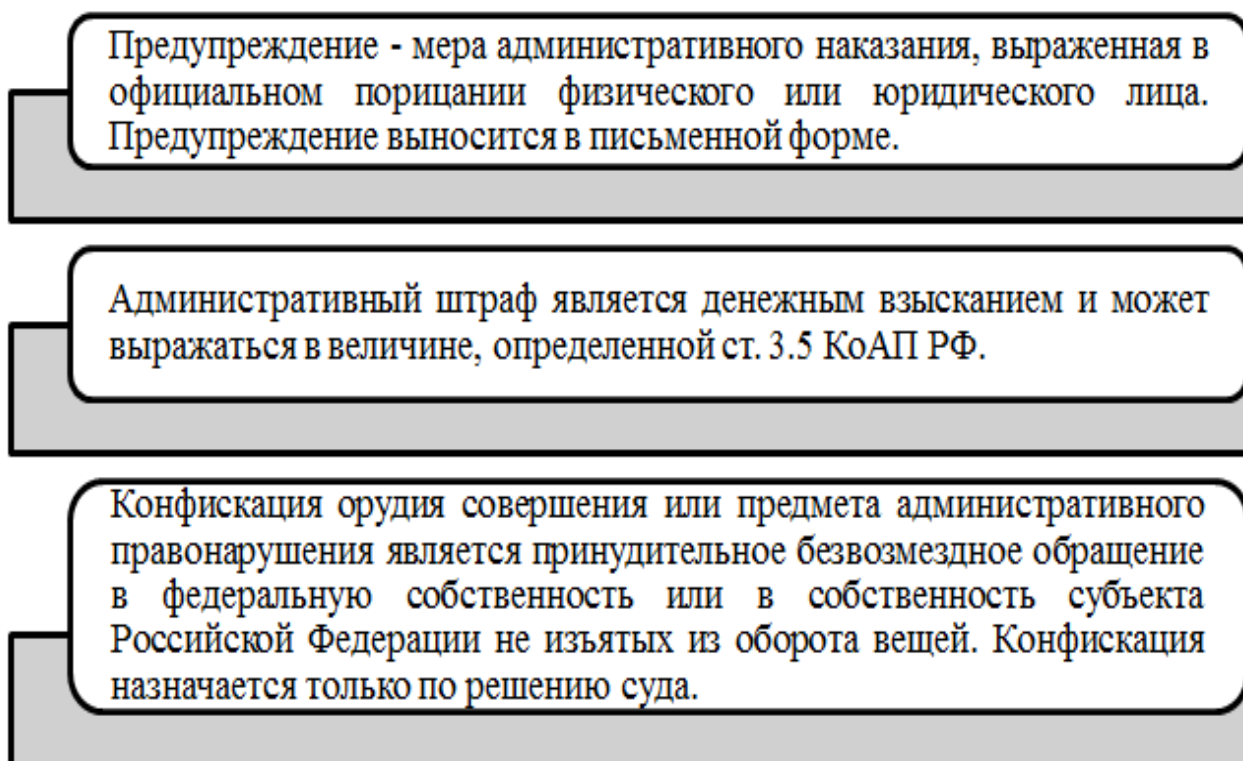 Предупреждение - мера административного наказания, выраженная в
официальном порицании физического или юридического лица.
Предупреждение выносится в письменной форме.
Административный штраф является денежным взысканием и может
выражаться в величине, определенной ст. 3.5 КоАП РФ.
Конфискация орудия совершения или предмета административного
правонарушения является принудительное безвозмездное обращение
в федеральную собственность или в собственность субъекта
Российской Федерации не изъятых из оборота вещей. Конфискация
назначается только по решению суда.